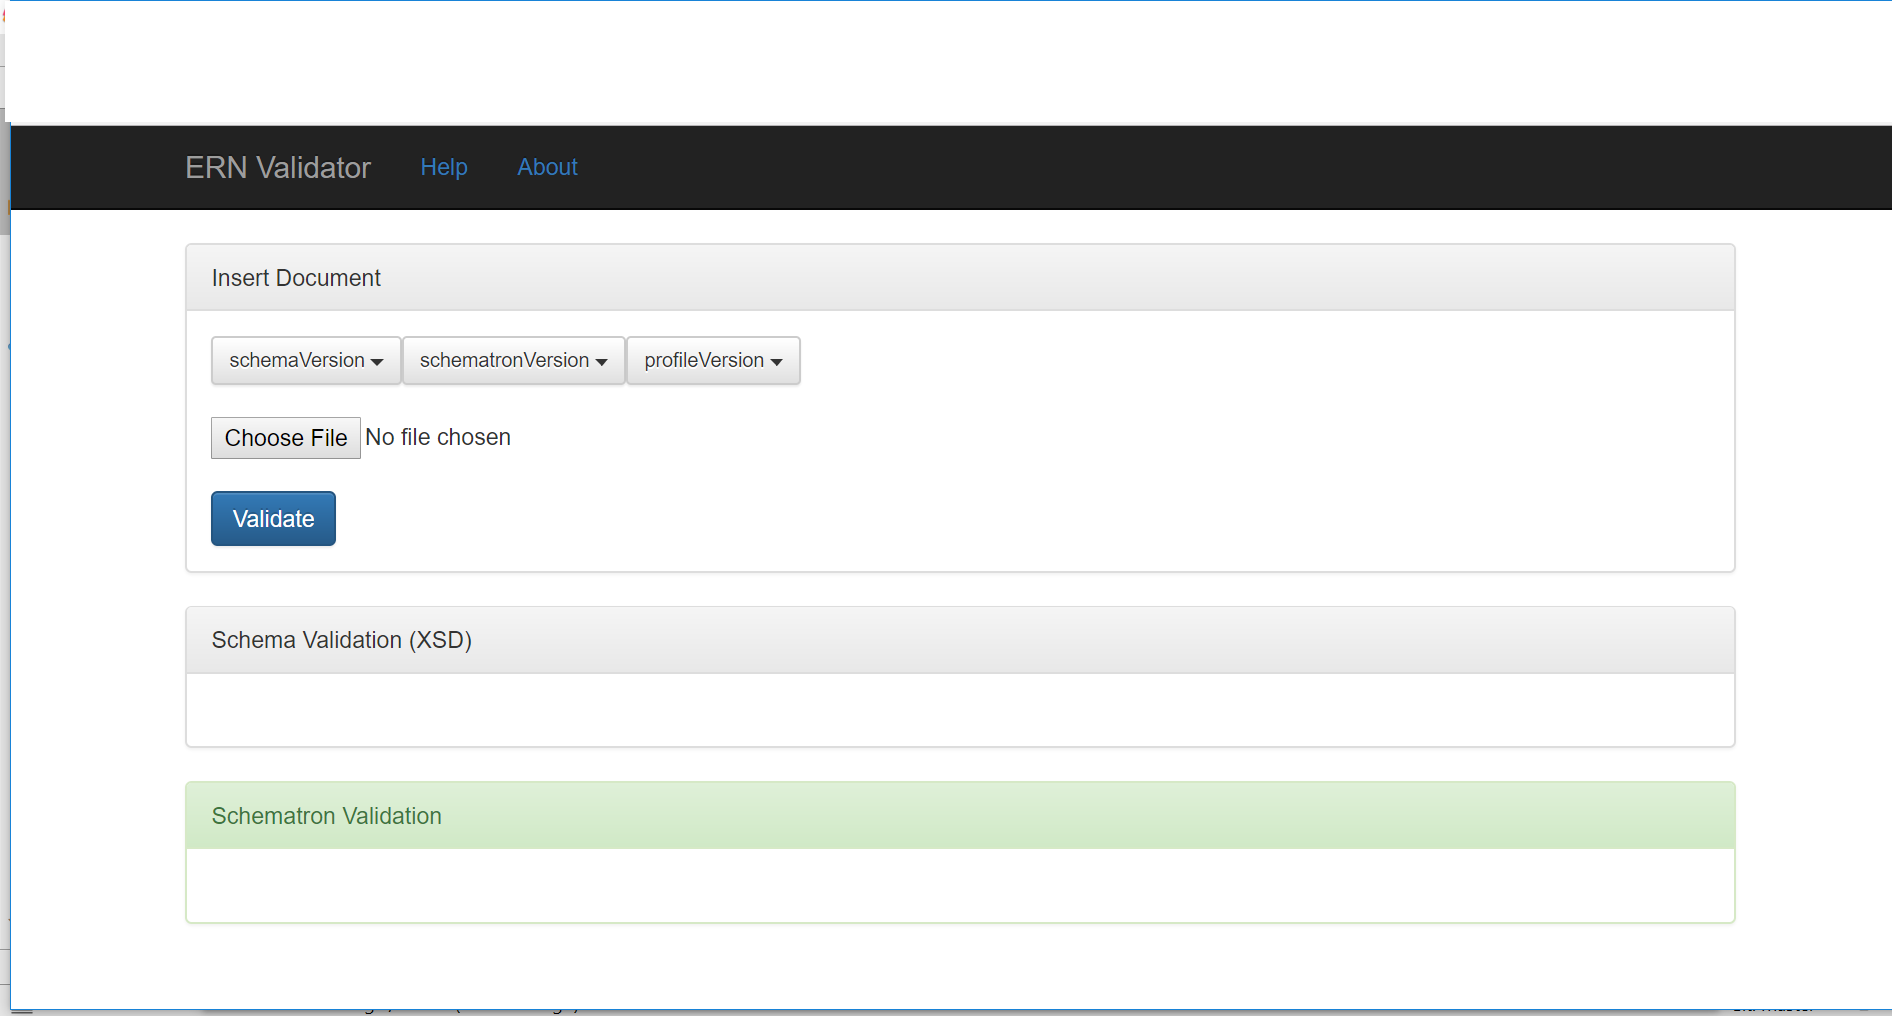 ERN Validator Help About
Insert Document
schemaVersion schematronVersion profileVersion
Choose File No file chosen
Validate
Schema Validation (XSD)
Schematron Validation